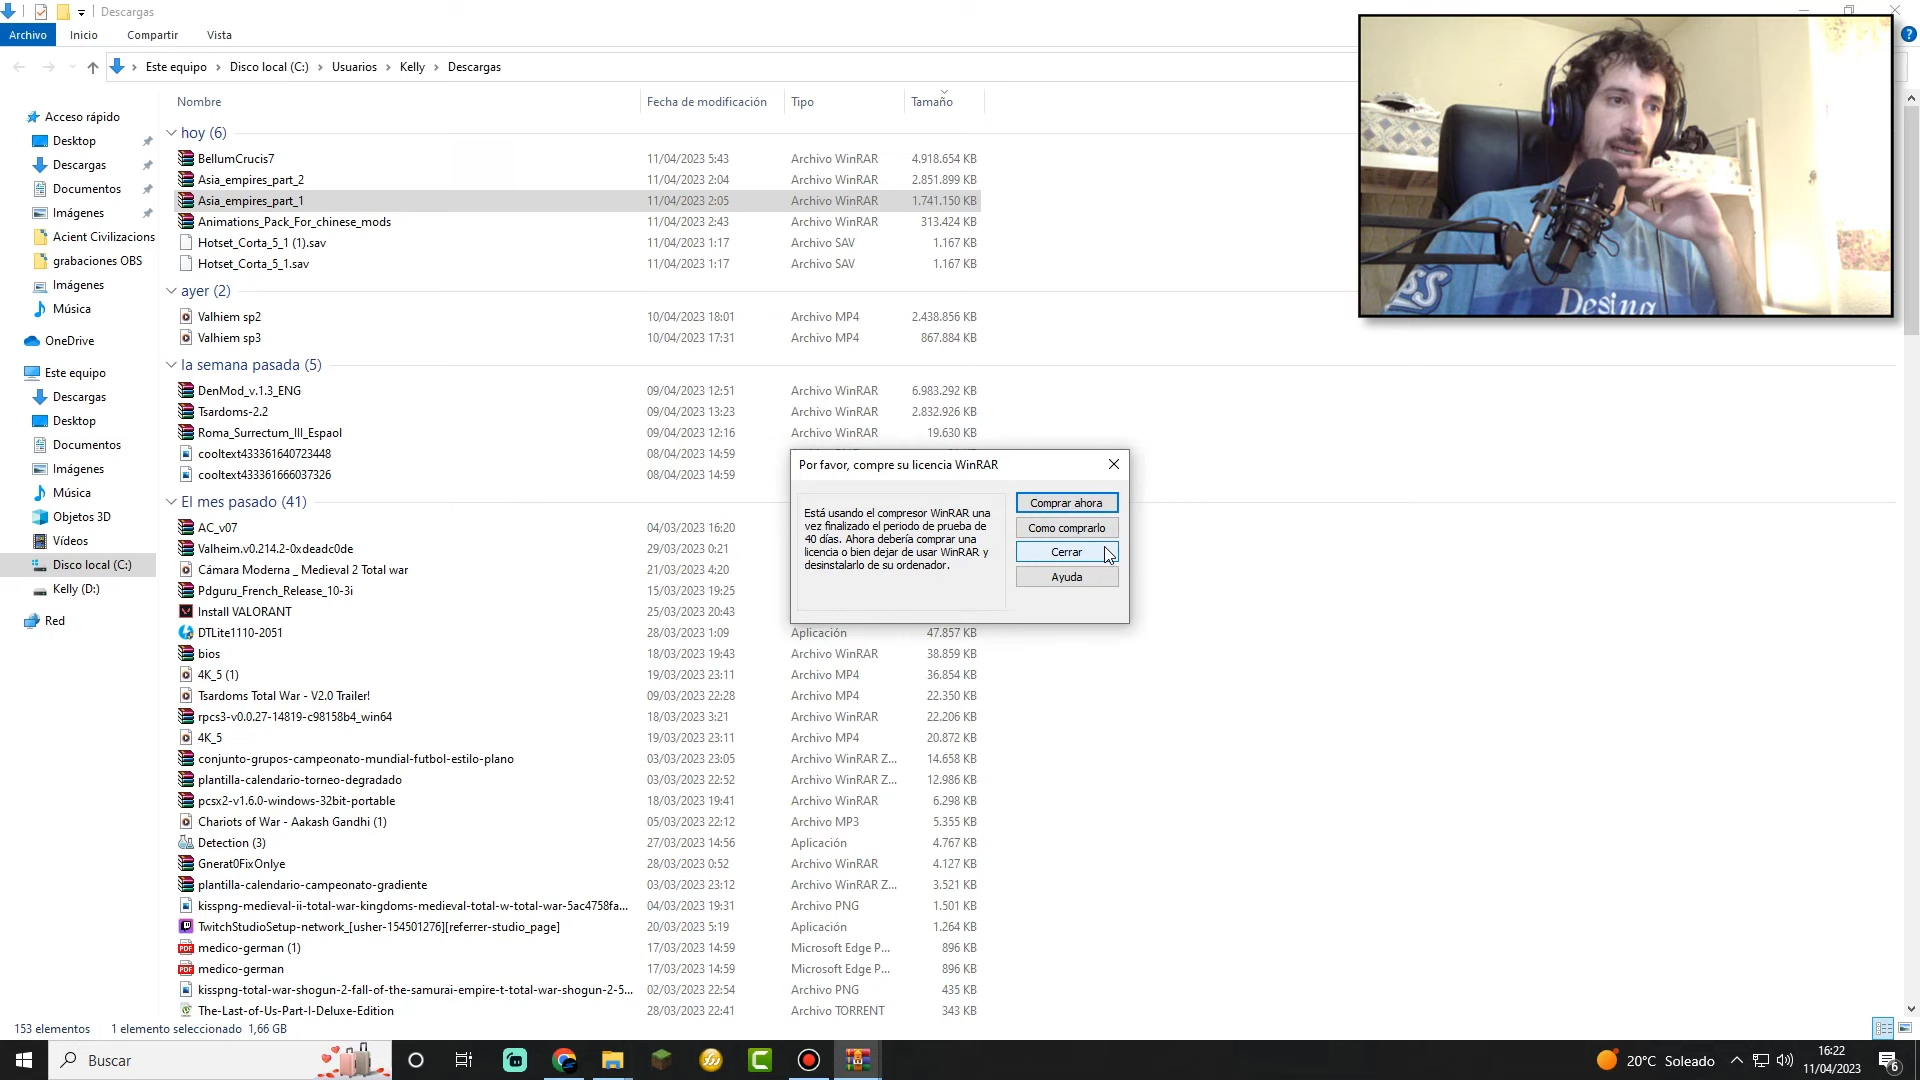 Descargas
Archivo Inicio Compartir Vista
Este equipo Disco local (C:) Usuarios Kelly Descargas
Nombre Fecha de modificación Tipo Tamaño
Acceso rápido
Desktop
Descargas
Documentos
Imágenes
Acient Civilizacions
grabaciones OBS
Imágenes
Música
OneDrive
Este equipo
Descargas
Desktop
Documentos
Imágenes
Música
Objetos 3D
Vídeos
Disco local (C:)
Kelly (D:)
Red
hoy (6)
BellumCrucis7 11/04/2023 5:43 Archivo WinRAR 4.918.654 KB
Asia_empires_part_2 11/04/2023 2:04 Archivo WinRAR 2.851.899 KB
Asia_empires_part_1 11/04/2023 2:05 Archivo WinRAR 1.741.150 KB
Animations_Pack_For_chinese_mods 11/04/2023 2:43 Archivo WinRAR 313.424 KB
Hotset_Corta_5_1 (1).sav 11/04/2023 1:17 Archivo SAV 1.167 KB
Hotset_Corta_5_1.sav 11/04/2023 1:17 Archivo SAV 1.167 KB
ayer (2)
Valhiem sp2 10/04/2023 18:01 Archivo MP4 2.438.856 KB
Valhiem sp3 10/04/2023 17:31 Archivo MP4 867.884 KB
la semana pasada (5)
DenMod_v.1.3_ENG 09/04/2023 12:51 Archivo WinRAR 6.983.292 KB
Tsardoms-2.2 09/04/2023 13:23 Archivo WinRAR 2.832.926 KB
Roma_Surrectum_III_Espaol 09/04/2023 12:16 Archivo WinRAR 19.630 KB
cooltext433361640723448 08/04/2023 14:59
cooltext433361666037326 08/04/2023 14:59
El mes pasado (41)
AC_v07 04/03/2023 16:20
Valheim.v0.214.2-0xdeadc0de 29/03/2023 0:21
Cámara Moderna _ Medieval 2 Total war 21/03/2023 4:20
Pdguru_French_Release_10-3i 15/03/2023 19:25
Install VALORANT 25/03/2023 20:43
DTLite1110-2051 28/03/2023 1:09 Aplicación 47.857 KB
bios 18/03/2023 19:43 Archivo WinRAR 38.859 KB
4K_5 (1) 19/03/2023 23:11 Archivo MP4 36.854 KB
Tsardoms Total War - V2.0 Trailer! 09/03/2023 22:28 Archivo MP4 22.350 KB
rpcs3-v0.0.27-14819-c98158b4_win64 18/03/2023 3:21 Archivo WinRAR 22.206 KB
4K_5 19/03/2023 23:11 Archivo MP4 20.872 KB
conjunto-grupos-campeonato-mundial-futbol-estilo-plano 03/03/2023 23:05 Archivo WinRAR Z... 14.658 KB
plantilla-calendario-torneo-degradado 03/03/2023 22:52 Archivo WinRAR Z... 12.986 KB
pcsx2-v1.6.0-windows-32bit-portable 18/03/2023 19:41 Archivo WinRAR 6.298 KB
Chariots of War - Aakash Gandhi (1) 05/03/2023 22:12 Archivo MP3 5.355 KB
Detection (3) 27/03/2023 14:56 Aplicación 4.767 KB
Gnerat0FixOnlye 28/03/2023 0:52 Archivo WinRAR 4.127 KB
plantilla-calendario-campeonato-gradiente 03/03/2023 23:12 Archivo WinRAR Z... 3.521 KB
kisspng-medieval-ii-total-war-kingdoms-medieval-total-w-total-war-5ac4758fa... 04/03/2023 19:31 Archivo PNG 1.501 KB
TwitchStudioSetup-network_[usher-154501276][referrer-studio_page] 20/03/2023 5:19 Aplicación 1.264 KB
medico-german (1) 17/03/2023 14:59 Microsoft Edge P... 896 KB
medico-german 17/03/2023 14:59 Microsoft Edge P... 896 KB
kisspng-total-war-shogun-2-fall-of-the-samurai-empire-t-total-war-shogun-2-5... 02/03/2023 22:54 Archivo PNG 435 KB
The-Last-of-Us-Part-I-Deluxe-Edition 28/03/2023 22:41 Archivo TORRENT 343 KB
Por favor, compre su licencia WinRAR
Está usando el compresor WinRAR una
vez finalizado el periodo de prueba de
40 días. Ahora debería comprar una
licencia o bien dejar de usar WinRAR y
desinstalarlo de su ordenador.
Comprar ahora
Como comprarlo
Cerrar
Ayuda
Desing
153 elementos 1 elemento seleccionado 1,66 GB
Buscar
20°C Soleado
16:22
11/04/2023
6